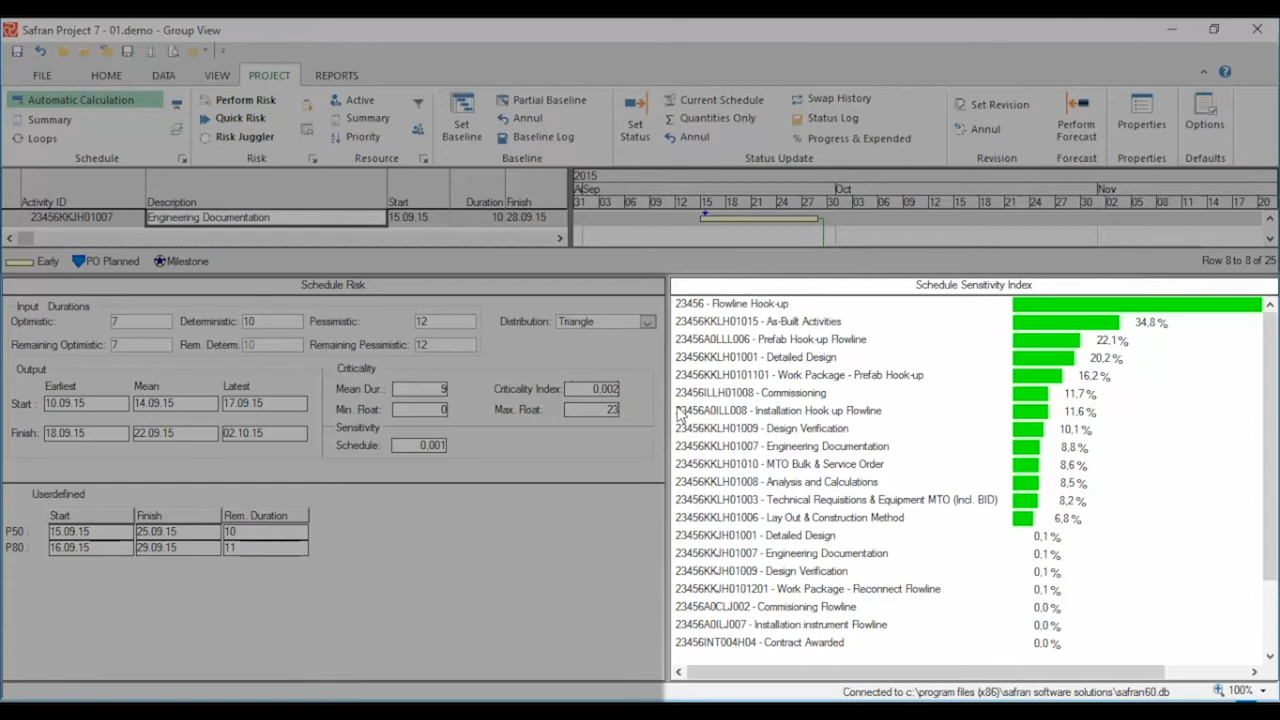 Safran Project 7 - 01.demo - Group View
FILE HOME DATA VIEW PROJECT REPORTS
Automatic Calculation
Summary
Loops
Schedule
Perform Risk
Quick Risk
Risk Juggler
Risk
Active
Summary
Priority
Resource
Set Baseline
Partial Baseline
Annul
Baseline Log
Baseline
Set Status
Current Schedule
Quantities Only
Annul
Swap History
Status Log
Progress & Expended
Status Update
Set Revision
Annul
Revision
Perform Forecast
Forecast
Properties
Properties
Options
Defaults
2015
Sep Oct Nov
Activity ID Description Start Duration Finish
31 03 06 09 12 15 18 21 24 27 30 03 06 09 12 15 18 21 24 27 30 02 05 08 11 14 17 20
23456KKJH01007 Engineering Documentation 15.09.15 10 28.09.15
Early PO Planned Milestone Row 8 to 8 of 25
Schedule Risk
Input Durations
Optimistic: 7 Deterministic: 10 Pessimistic: 12 Distribution: Triangle
Remaining Optimistic: 7 Rem. Determ. 10 Remaining Pessimistic: 12
Output
Earliest Mean Latest
Start : 10.09.15 14.09.15 17.09.15
Finish: 18.09.15 22.09.15 02.10.15
Criticality
Mean Dur.: 9 Criticality Index: 0,002
Min. Float: 0 Max. Float: 23
Sensitivity
Schedule: 0,001
Userdefined
Start Finish Rem. Duration
P50 : 15.09.15 25.09.15 10
P80 : 16.09.15 29.09.15 11
Schedule Sensitivity Index
23456 - Flowline Hook-up
23456KKLH01015 - As-Built Activities 34,8 %
23456A0LLL006 - Prefab Hook-up Flowline 22,1 %
23456KKLH01001 - Detailed Design 20,2 %
23456KKLH0101101 - Work Package - Prefab Hook-up 16,2 %
23456ILLH01008 - Commissioning 11,7 %
23456A0ILL008 - Installation Hook up Flowline 11,6 %
23456KKLH01009 - Design Verification 10,1 %
23456KKLH01007 - Engineering Documentation 8,8 %
23456KKLH01010 - MTO Bulk & Service Order 8,6 %
23456KKLH01008 - Analysis and Calculations 8,5 %
23456KKLH01003 - Technical Requisitions & Equipment MTO (Incl. BID) 8,2 %
23456KKLH01006 - Lay Out & Construction Method 6,8 %
23456KKJH01001 - Detailed Design 0,1 %
23456KKJH01007 - Engineering Documentation 0,1 %
23456KKJH01009 - Design Verification 0,1 %
23456KKJH0101201 - Work Package - Reconnect Flowline 0,1 %
23456A0CLJ002 - Commisioning Flowline 0,0 %
23456A0ILJ007 - Installation instrument Flowline 0,0 %
23456INT004H04 - Contract Awarded 0,0 %
Connected to c:\program files (x86)\safran software solutions\safran60.db 100%